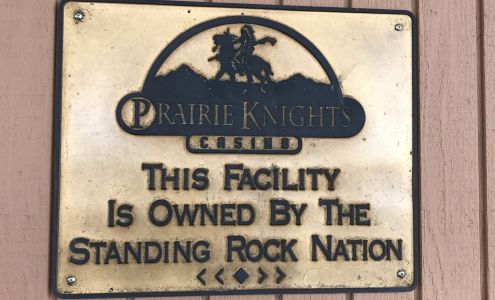 PRAIRIE KNIGHTS
CASINO
THIS FACILITY
IS OWNED BY THE
STANDING ROCK NATION